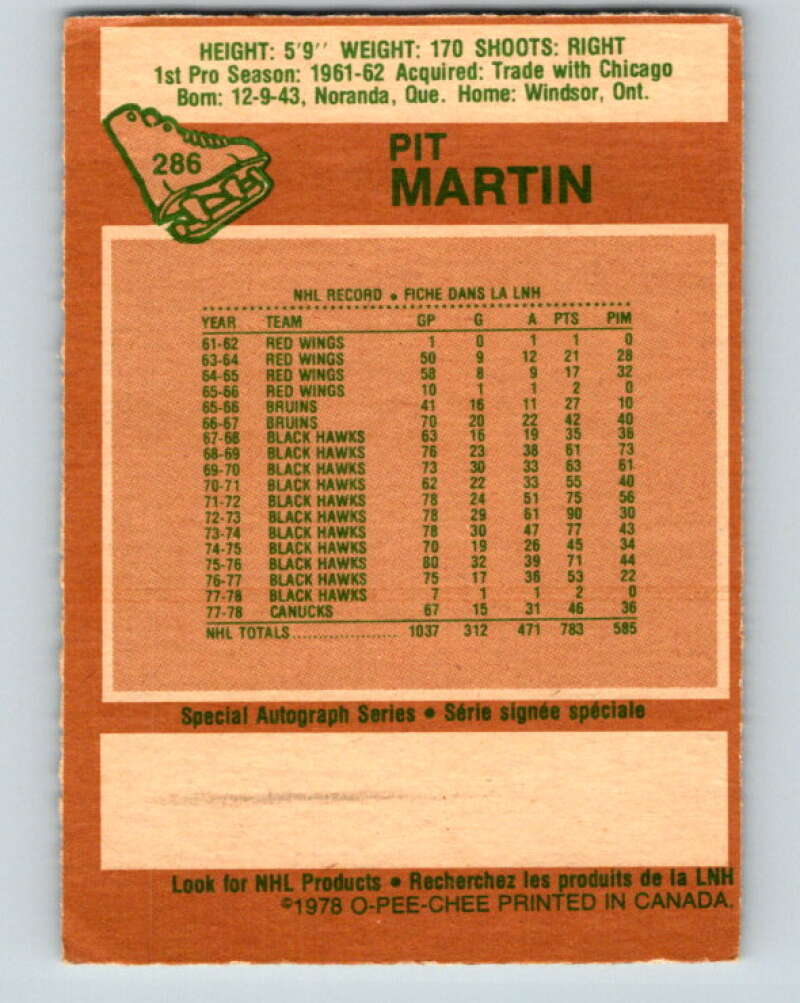 HEIGHT: 5'9'' WEIGHT: 170 SHOOTS: RIGHT
1st Pro Season: 1961-62 Acquired: Trade with Chicago
Born: 12-9-43, Noranda, Que. Home: Windsor, Ont.
286
PIT
MARTIN
NHL RECORD • FICHE DANS LA LNH
YEAR TEAM GP G A PTS PIM
61-62 RED WINGS 1 0 1 1 0
63-64 RED WINGS 50 9 12 21 28
64-65 RED WINGS 58 8 9 17 32
65-66 RED WINGS 10 1 1 2 0
65-66 BRUINS 41 16 11 27 10
66-67 BRUINS 70 20 22 42 40
67-68 BLACK HAWKS 63 16 19 35 36
68-69 BLACK HAWKS 76 23 38 61 73
69-70 BLACK HAWKS 73 30 33 63 61
70-71 BLACK HAWKS 62 22 33 55 40
71-72 BLACK HAWKS 78 24 51 75 56
72-73 BLACK HAWKS 78 29 61 90 30
73-74 BLACK HAWKS 78 30 47 77 43
74-75 BLACK HAWKS 70 19 26 45 34
75-76 BLACK HAWKS 80 32 39 71 44
76-77 BLACK HAWKS 75 17 36 53 22
77-78 BLACK HAWKS 7 1 1 2 0
77-78 CANUCKS 67 15 31 46 36
NHL TOTALS.................... 1037 312 471 783 585
Special Autograph Series • Série signée spéciale
Look for NHL Products • Recherchez les produits de la LNH
©1978 O-PEE-CHEE PRINTED IN CANADA.